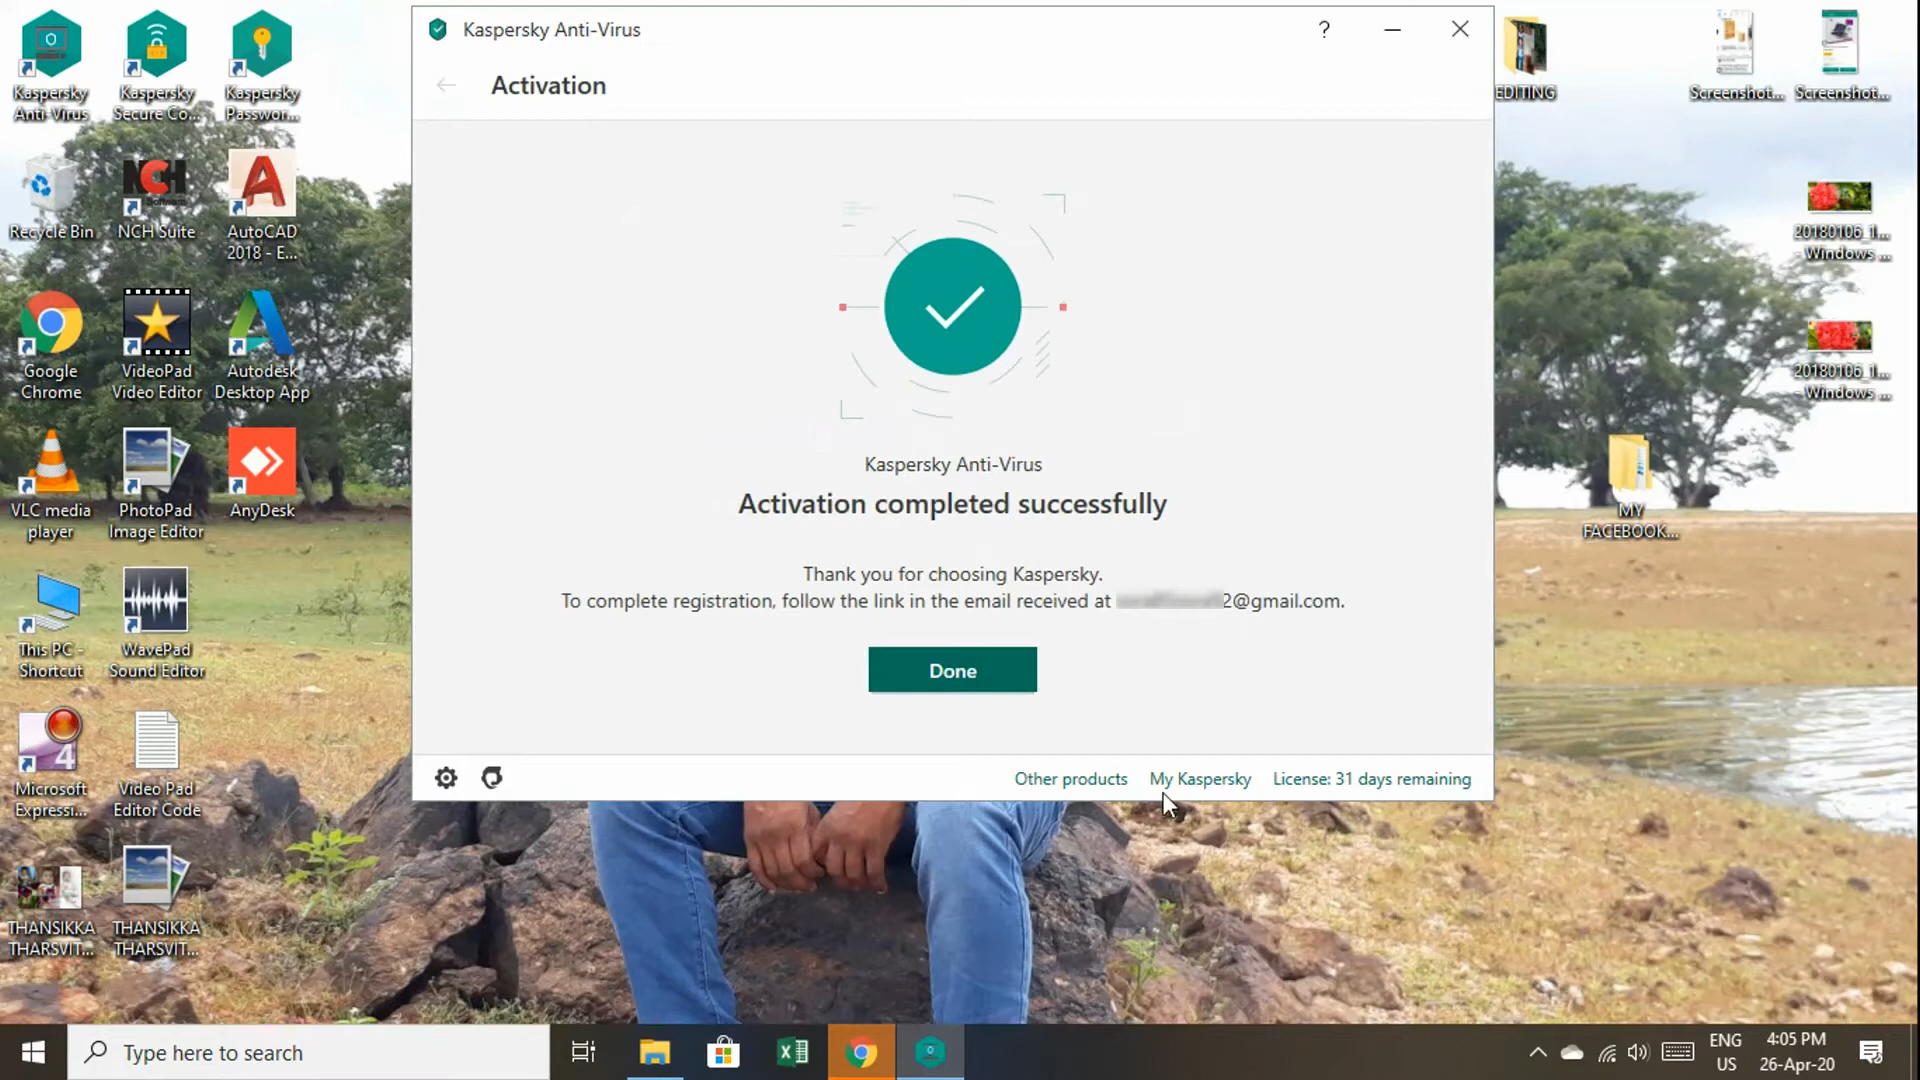 Kaspersky Anti-Virus
Activation
Kaspersky Anti-Virus
Activation completed successfully
Thank you for choosing Kaspersky.
To complete registration, follow the link in the email received at 2@gmail.com.
Done
Other products
My Kaspersky
License: 31 days remaining
Kaspersky
Anti-Virus
Kaspersky
Secure Co...
Kaspersky
Passwor...
Recycle Bin
NCH
Software
NCH Suite
AutoCAD
2018 - E...
Google
Chrome
VideoPad
Video Editor
Autodesk
Desktop App
VLC media
player
PhotoPad
Image Editor
AnyDesk
This PC -
Shortcut
WavePad
Sound Editor
4
Microsoft
Expressi...
Video Pad
Editor Code
THANSIKKA
THARSVIT...
THANSIKKA
THARSVIT...
EDITING
Screenshot...
Screenshot...
20180106_1...
- Windows ...
20180106_1...
- Windows ...
MY
FACEBOOK...
Type here to search
ENG
US
4:05 PM
26-Apr-20